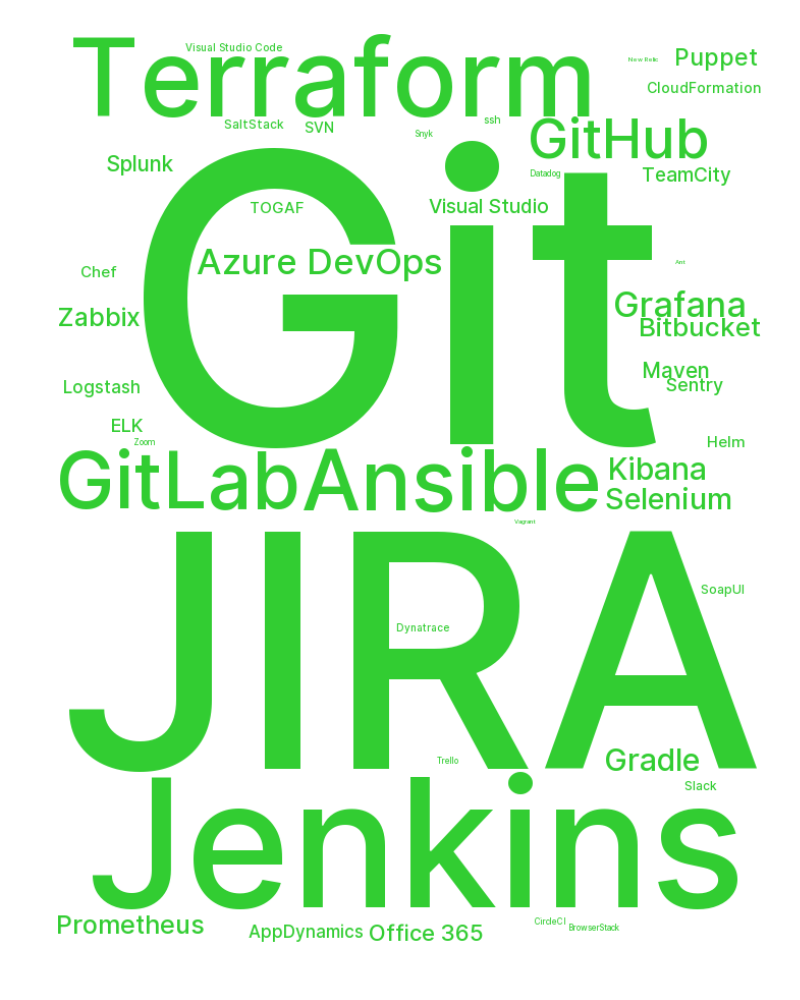 Terraform
Visual Studio Code
New Relic
Puppet
CloudFormation
SaltStack
SVN
Snyk
ssh
GitHub
Splunk
Datadog
TeamCity
Git
TOGAF
Visual Studio
Azure DevOps
Chef
Ant
Zabbix
Grafana
Bitbucket
Logstash
Maven
Sentry
ELK
Zoom
Helm
GitLab
Ansible
Kibana
Selenium
Vagrant
JIRA
SoapUI
Dynatrace
Trello
Gradle
Slack
Jenkins
Prometheus
AppDynamics
Office 365
CircleCI
BrowserStack